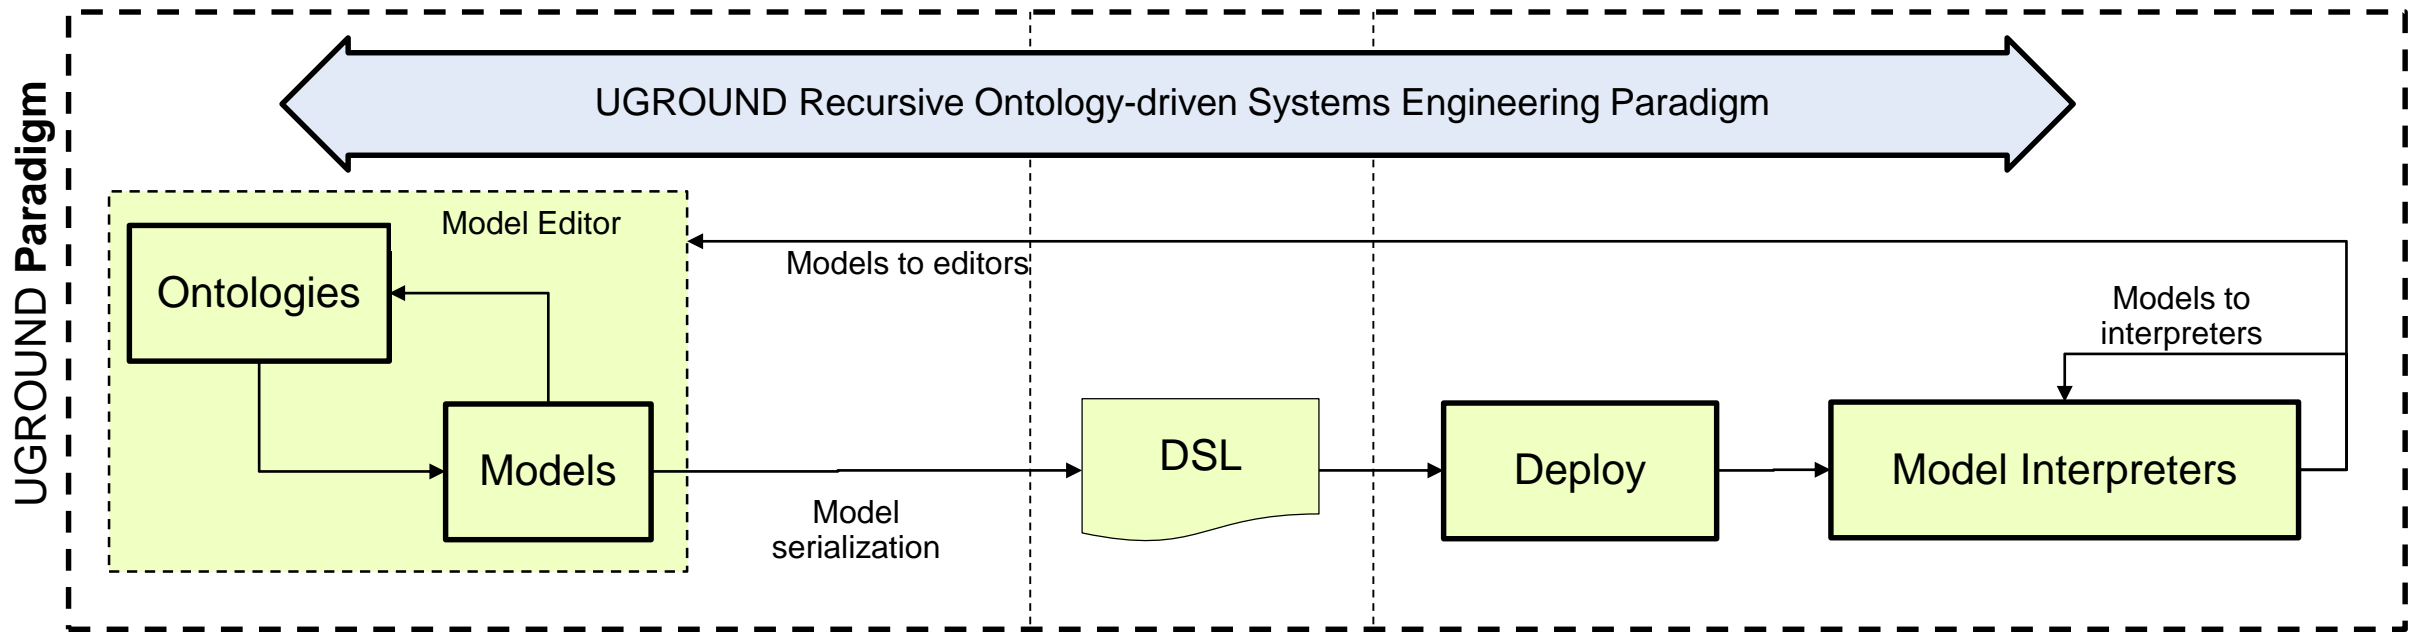 UGROUND Paradigm
UGROUND Recursive Ontology-driven Systems Engineering Paradigm
Model Editor
Ontologies
Models to editors
Models to
interpreters
Models
DSL
Deploy
Model Interpreters
Model
serialization